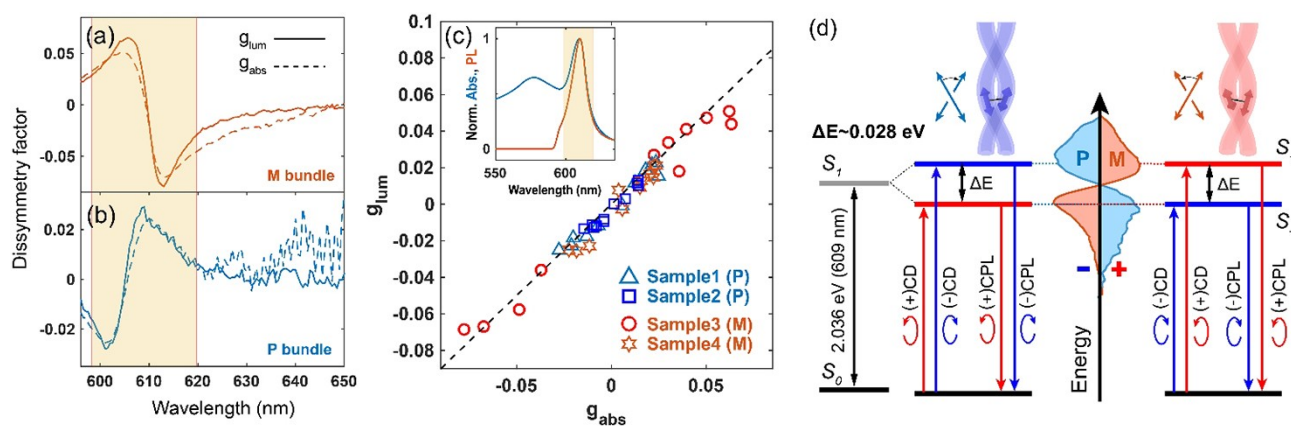 (a)
g_lum
g_abs
0.05
0
-0.05
M bundle
(b)
0.02
0
-0.02
P bundle
Dissymmetry factor
600 610 620 630 640 650
Wavelength (nm)
(c)
g_lum
0.1
0.08
0.06
0.04
0.02
0
-0.02
-0.04
-0.06
-0.09
-0.05 0 0.05
g_abs
Norm. Abs., PL
1
0
550 600
Wavelength (nm)
Sample1 (P)
Sample2 (P)
Sample3 (M)
Sample4 (M)
(d)
ΔE~0.028 eV
S₁
2.036 eV (609 nm)
S₀
ΔE
(+)CD
(-)CD
(+)CPL
(-)CPL
P M
- +
Energy
ΔE
(-)CD
(+)CD
(-)CPL
(+)CPL